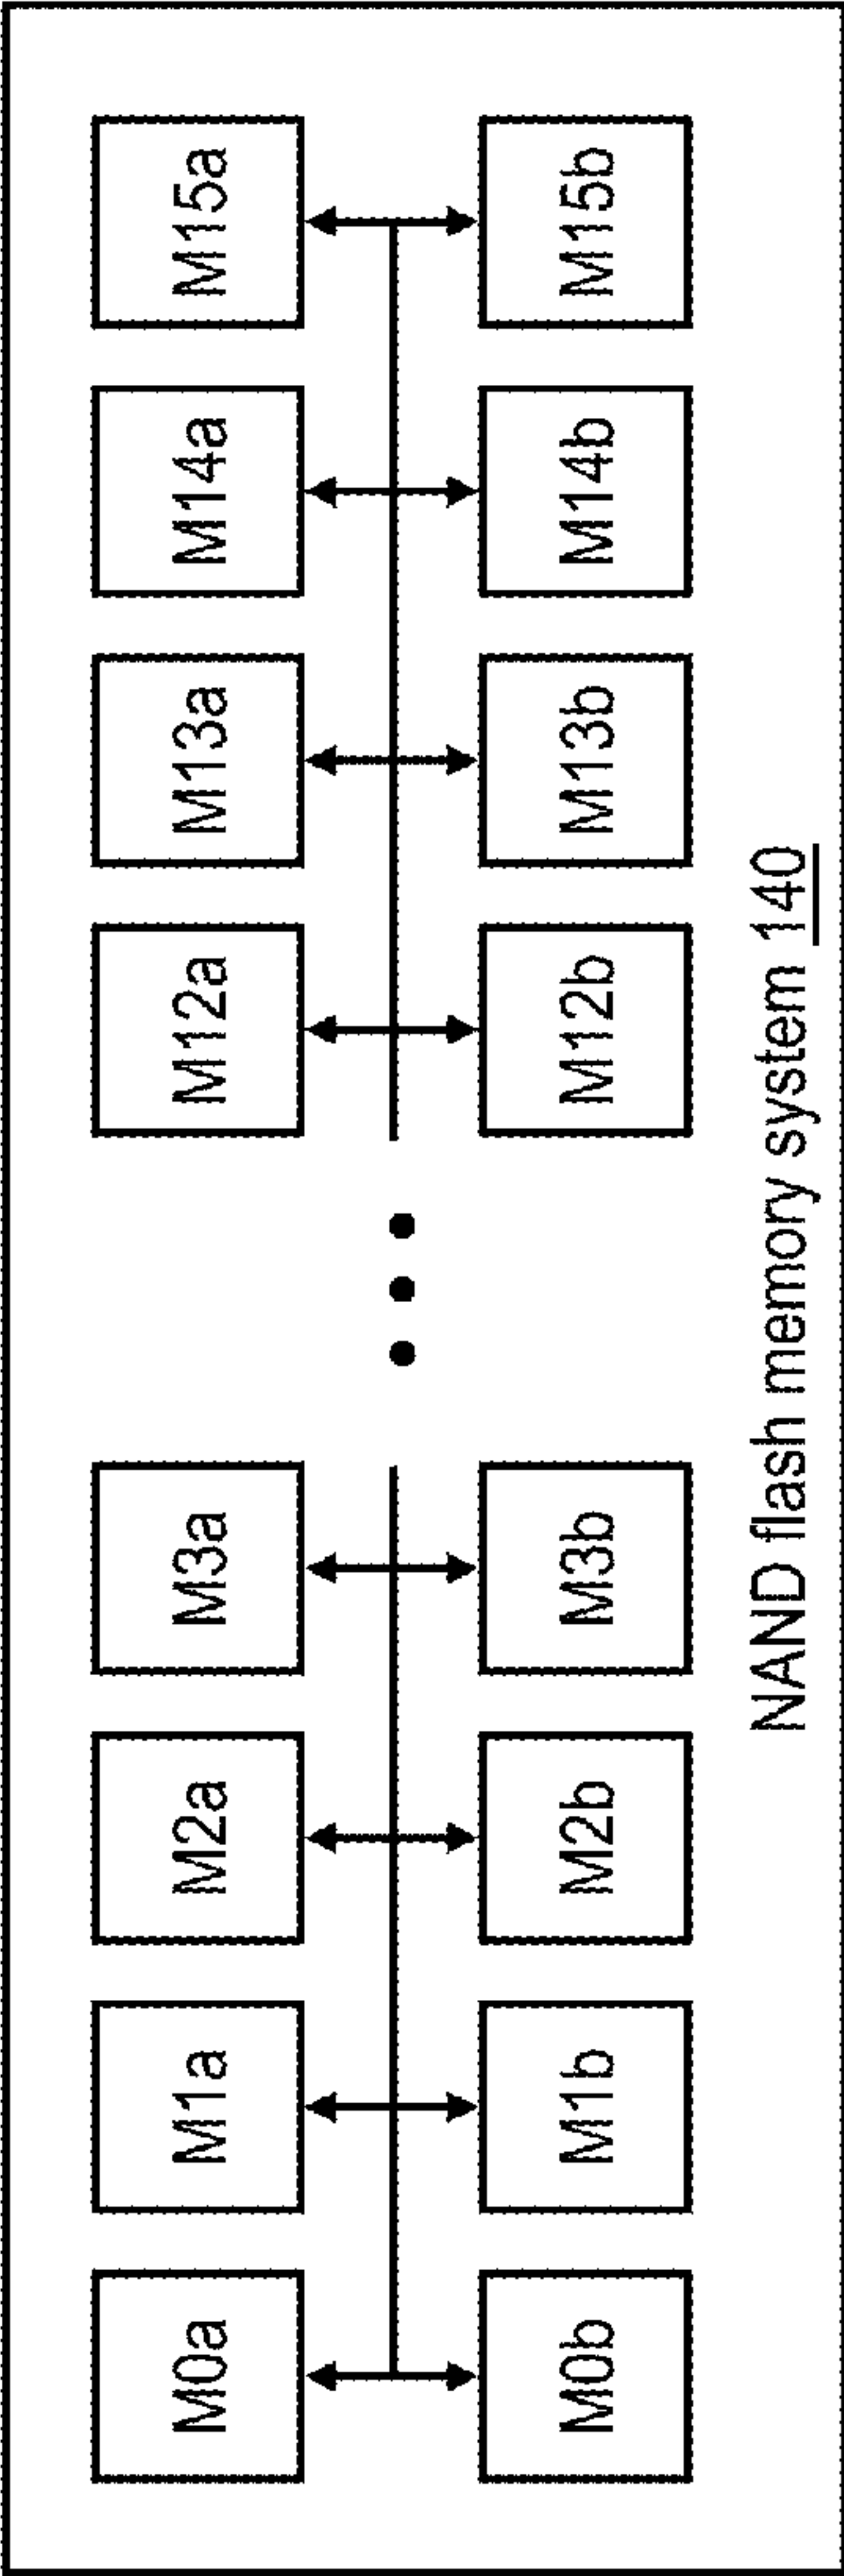 M0a M1a M2a M3a M12a M13a M14a M15a
M0b M1b M2b M3b • • • M12b M13b M14b M15b
NAND flash memory system 140